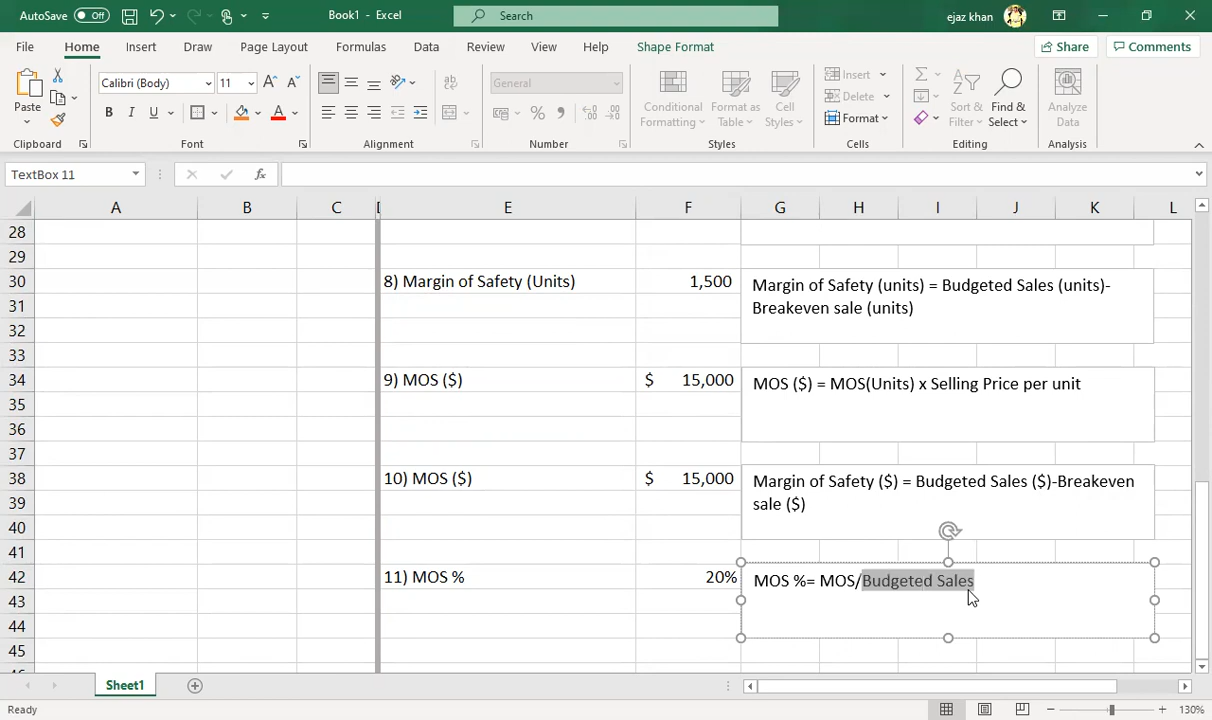 AutoSave Off Book1 - Excel Search ejaz khan
File Home Insert Draw Page Layout Formulas Data Review View Help Shape Format Share Comments
Calibri (Body) 11 General Insert
Paste Conditional Format as Cell Delete Sort & Find & Analyze
B I U A Formatting Table Styles Format Filter Select Data
Clipboard Font Alignment Number Styles Cells Editing Analysis
TextBox 11 fx
A B C D E F G H I J K L
28
29
30 8) Margin of Safety (Units) 1,500 Margin of Safety (units) = Budgeted Sales (units)-
31 Breakeven sale (units)
32
33
34 9) MOS ($) $ 15,000 MOS ($) = MOS(Units) x Selling Price per unit
35
36
37
38 10) MOS ($) $ 15,000 Margin of Safety ($) = Budgeted Sales ($)-Breakeven
39 sale ($)
40
41
42 11) MOS % 20% MOS %= MOS/Budgeted Sales
43
44
45
Sheet1
Ready 130%